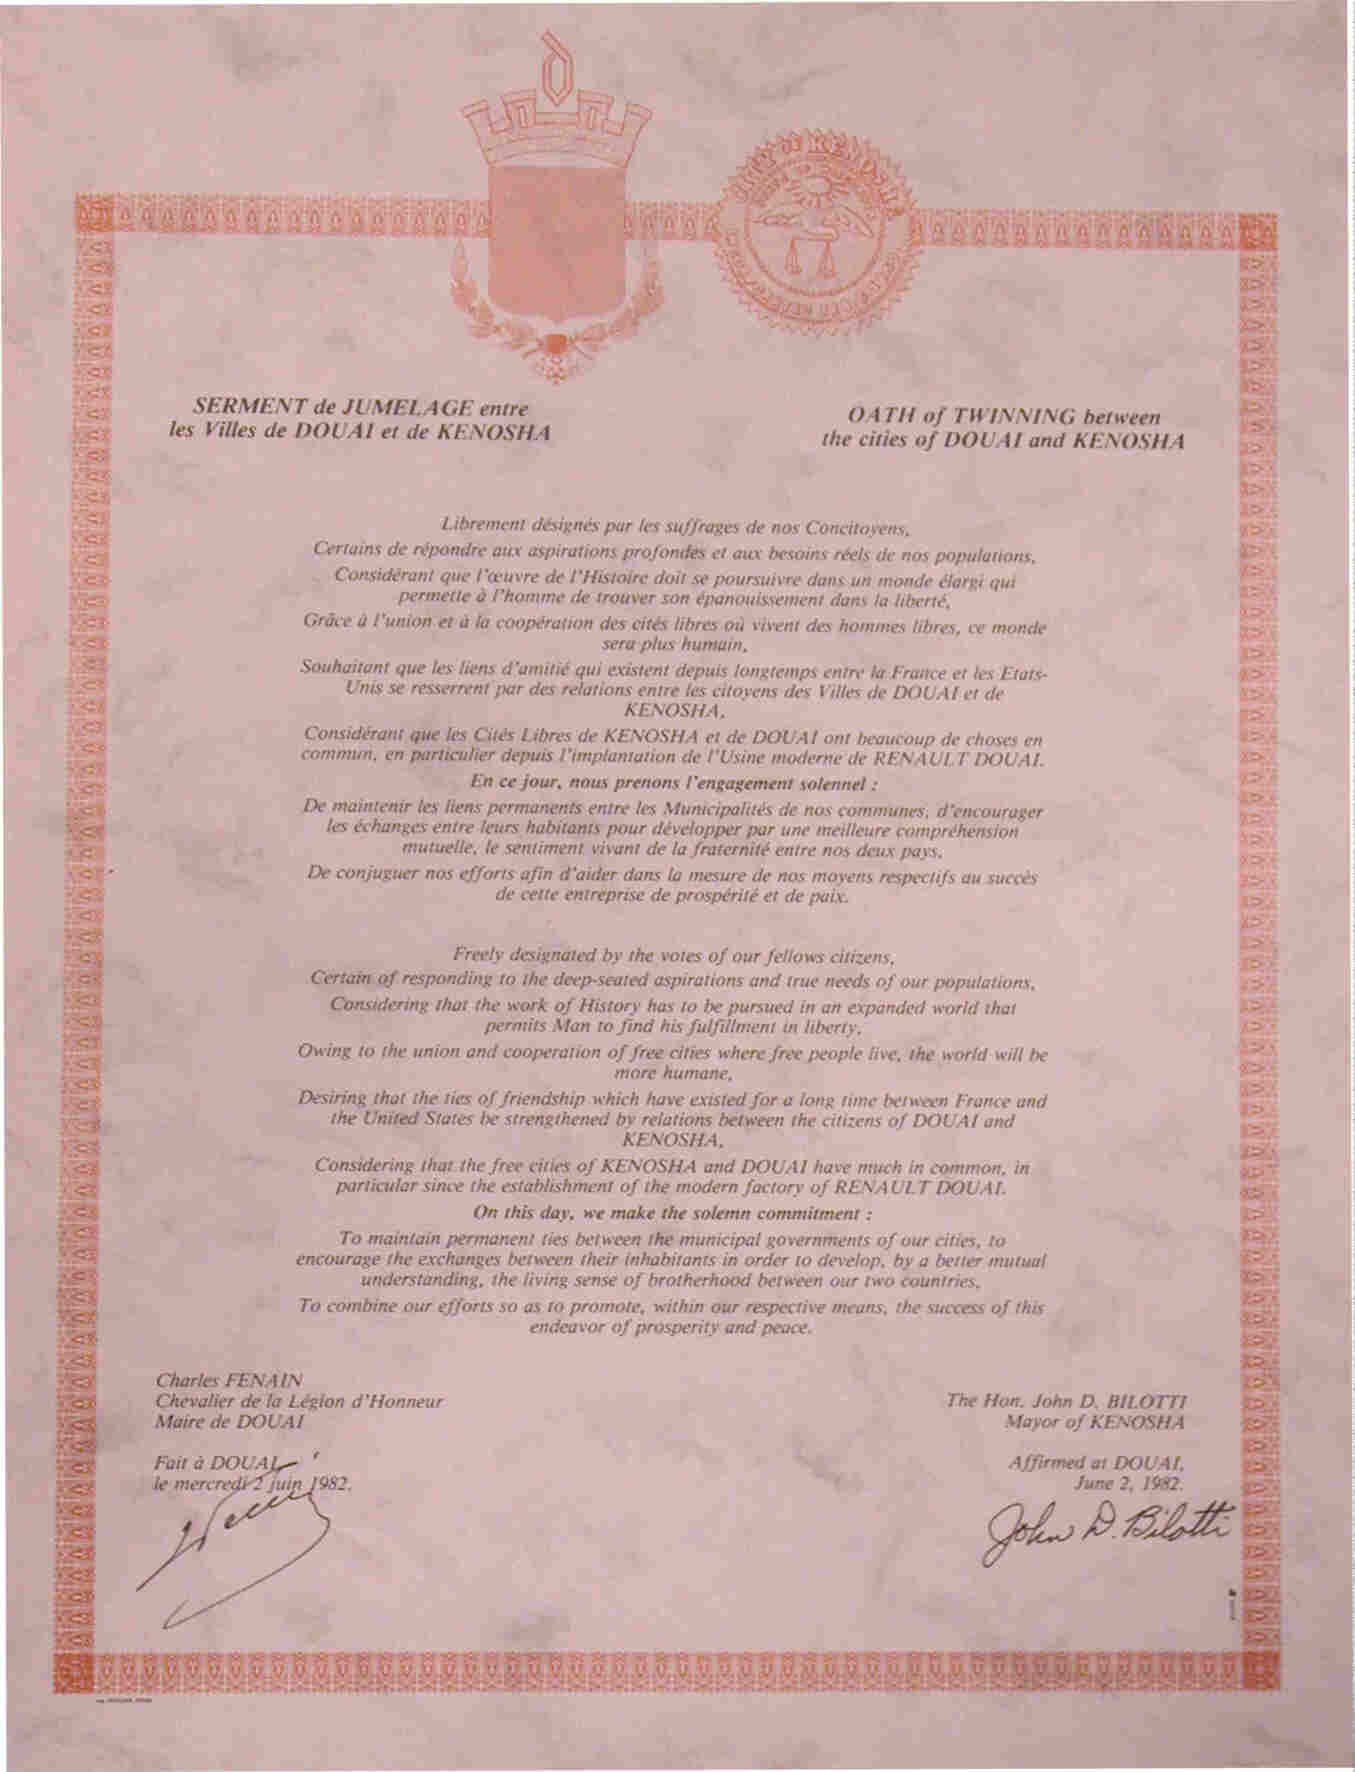 CITY of KENOSHA
SERMENT de JUMELAGE entre
les Villes de DOUAI et de KENOSHA
OATH of TWINNING between
the cities of DOUAI and KENOSHA
Librement désignés par les suffrages de nos Concitoyens,
Certains de répondre aux aspirations profondes et aux besoins réels de nos populations,
Considérant que l'œuvre de l'Histoire doit se poursuivre dans un monde élargi qui
permette à l'homme de trouver son épanouissement dans la liberté,
Grâce à l'union et à la coopération des cités libres où vivent des hommes libres, ce monde
sera plus humain,
Souhaitant que les liens d'amitié qui existent depuis longtemps entre la France et les Etats-
Unis se resserrent par des relations entre les citoyens des Villes de DOUAI et de
KENOSHA,
Considérant que les Cités Libres de KENOSHA et de DOUAI ont beaucoup de choses en
commun, en particulier depuis l'implantation de l'Usine moderne de RENAULT DOUAI.
En ce jour, nous prenons l'engagement solennel :
De maintenir les liens permanents entre les Municipalités de nos communes, d'encourager
les échanges entre leurs habitants pour développer par une meilleure compréhension
mutuelle, le sentiment vivant de la fraternité entre nos deux pays,
De conjuguer nos efforts afin d'aider dans la mesure de nos moyens respectifs au succès
de cette entreprise de prospérité et de paix.
Freely designated by the votes of our fellows citizens,
Certain of responding to the deep-seated aspirations and true needs of our populations,
Considering that the work of History has to be pursued in an expanded world that
permits Man to find his fulfillment in liberty,
Owing to the union and cooperation of free cities where free people live, the world will be
more humane,
Desiring that the ties of friendship which have existed for a long time between France and
the United States be strengthened by relations between the citizens of DOUAI and
KENOSHA,
Considering that the free cities of KENOSHA and DOUAI have much in common, in
particular since the establishment of the modern factory of RENAULT DOUAI.
On this day, we make the solemn commitment :
To maintain permanent ties between the municipal governments of our cities, to
encourage the exchanges between their inhabitants in order to develop, by a better mutual
understanding, the living sense of brotherhood between our two countries,
To combine our efforts so as to promote, within our respective means, the success of this
endeavor of prosperity and peace.
Charles FENAIN
Chevalier de la Légion d'Honneur
Maire de DOUAI
Fait à DOUAI,
le mercredi 2 juin 1982.
The Hon. John D. BILOTTI
Mayor of KENOSHA
Affirmed at DOUAI,
June 2, 1982.
John D. Bilotti